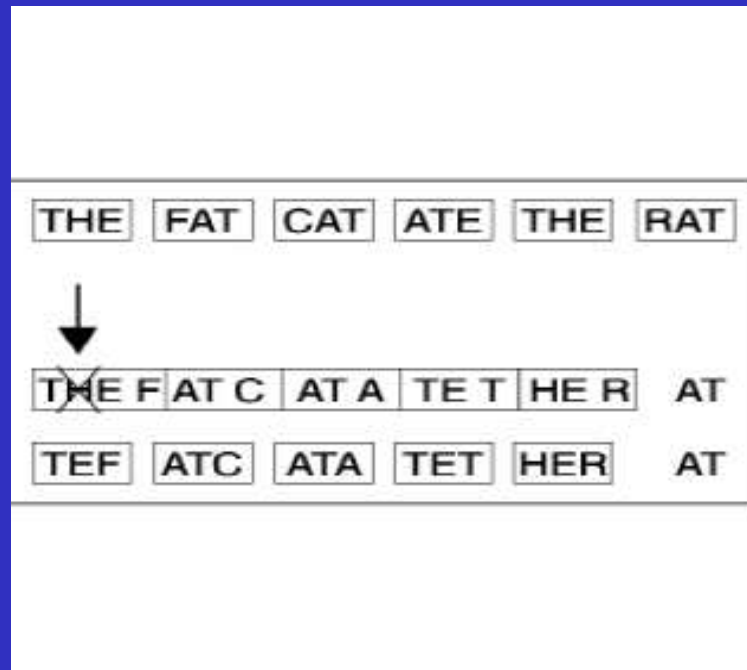 THE FAT CAT ATE THE RAT
THE F AT C AT A TE T HE R AT
TEF ATC ATA TET HER AT